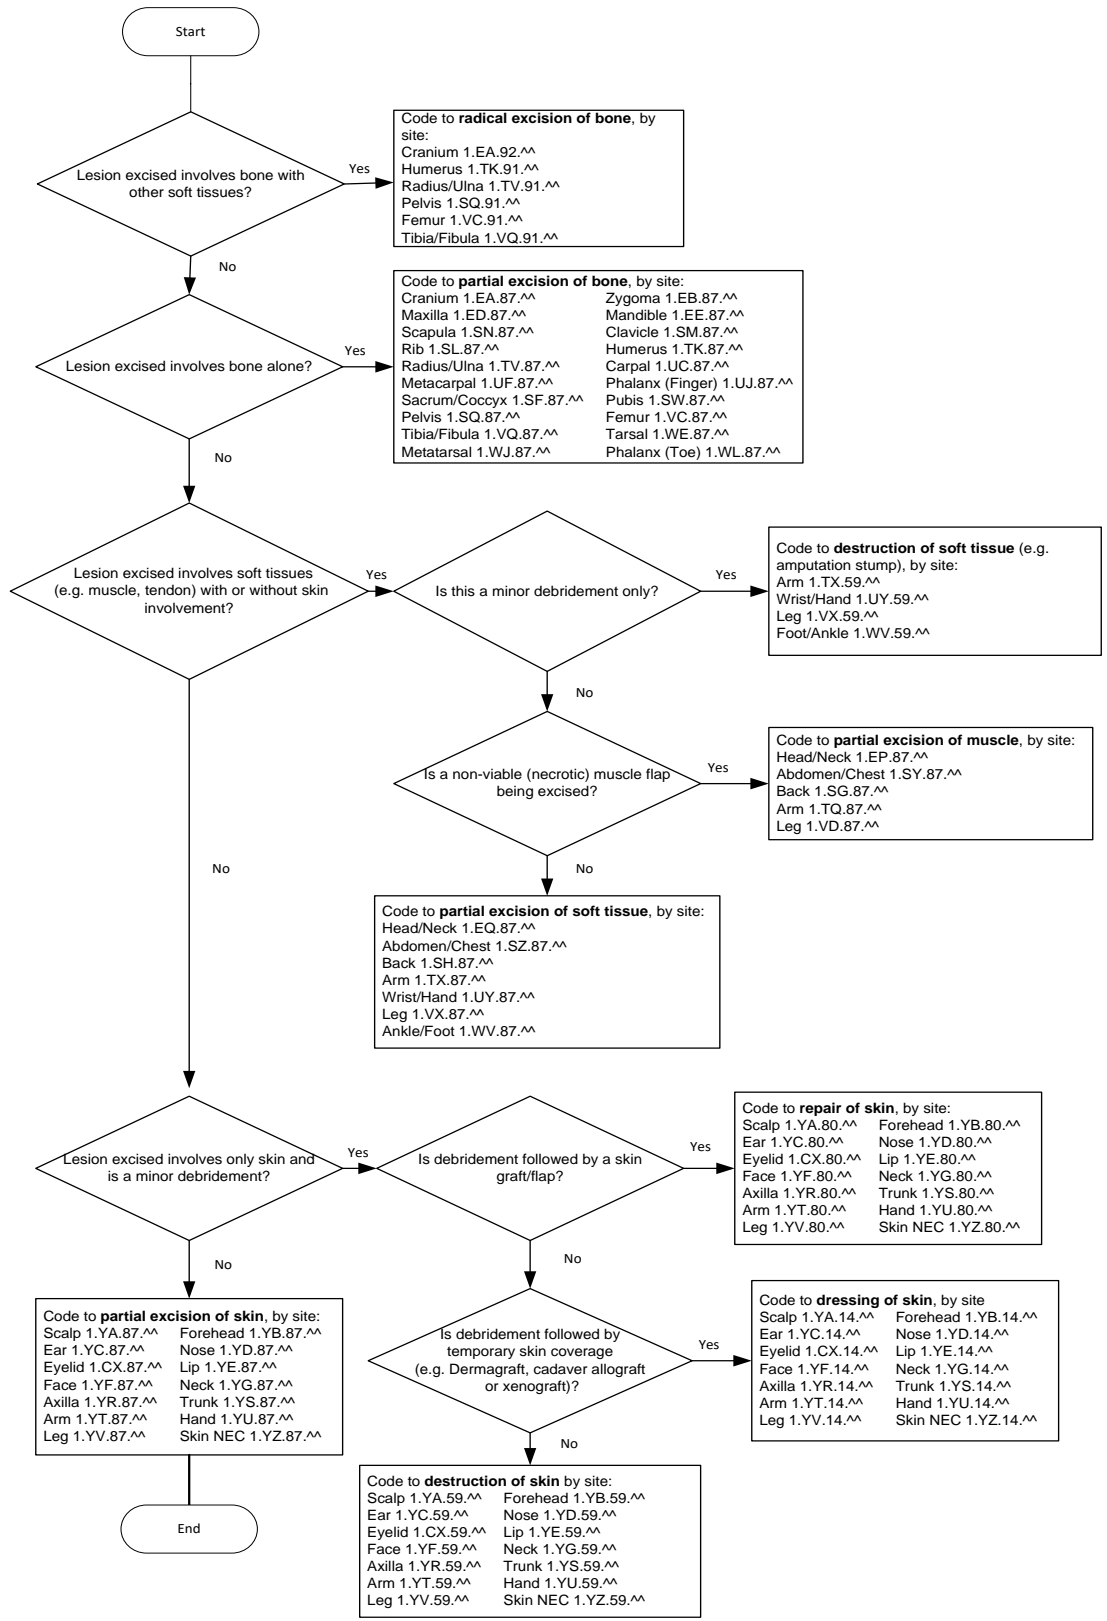 Start
Lesion excised involves bone with
other soft tissues?
Yes
Code to radical excision of bone, by
site:
Cranium 1.EA.92.^^
Humerus 1.TK.91.^^
Radius/Ulna 1.TV.91.^^
Pelvis 1.SQ.91.^^
Femur 1.VC.91.^^
Tibia/Fibula 1.VQ.91.^^
No
Lesion excised involves bone alone?
Yes
Code to partial excision of bone, by site:
Cranium 1.EA.87.^^ Zygoma 1.EB.87.^^
Maxilla 1.ED.87.^^ Mandible 1.EE.87.^^
Scapula 1.SN.87.^^ Clavicle 1.SM.87.^^
Rib 1.SL.87.^^ Humerus 1.TK.87.^^
Radius/Ulna 1.TV.87.^^ Carpal 1.UC.87.^^
Metacarpal 1.UF.87.^^ Phalanx (Finger) 1.UJ.87.^^
Sacrum/Coccyx 1.SF.87.^^ Pubis 1.SW.87.^^
Pelvis 1.SQ.87.^^ Femur 1.VC.87.^^
Tibia/Fibula 1.VQ.87.^^ Tarsal 1.WE.87.^^
Metatarsal 1.WJ.87.^^ Phalanx (Toe) 1.WL.87.^^
No
Lesion excised involves soft tissues
(e.g. muscle, tendon) with or without skin
involvement?
Yes
Is this a minor debridement only?
Yes
Code to destruction of soft tissue (e.g.
amputation stump), by site:
Arm 1.TX.59.^^
Wrist/Hand 1.UY.59.^^
Leg 1.VX.59.^^
Foot/Ankle 1.WV.59.^^
No
Is a non-viable (necrotic) muscle flap
being excised?
Yes
Code to partial excision of muscle, by site:
Head/Neck 1.EP.87.^^
Abdomen/Chest 1.SY.87.^^
Back 1.SG.87.^^
Arm 1.TQ.87.^^
Leg 1.VD.87.^^
No
No
Code to partial excision of soft tissue, by site:
Head/Neck 1.EQ.87.^^
Abdomen/Chest 1.SZ.87.^^
Back 1.SH.87.^^
Arm 1.TX.87.^^
Wrist/Hand 1.UY.87.^^
Leg 1.VX.87.^^
Ankle/Foot 1.WV.87.^^
Lesion excised involves only skin and
is a minor debridement?
Yes
Is debridement followed by a skin
graft/flap?
Yes
Code to repair of skin, by site:
Scalp 1.YA.80.^^ Forehead 1.YB.80.^^
Ear 1.YC.80.^^ Nose 1.YD.80.^^
Eyelid 1.CX.80.^^ Lip 1.YE.80.^^
Face 1.YF.80.^^ Neck 1.YG.80.^^
Axilla 1.YR.80.^^ Trunk 1.YS.80.^^
Arm 1.YT.80.^^ Hand 1.YU.80.^^
Leg 1.YV.80.^^ Skin NEC 1.YZ.80.^^
No
No
Code to partial excision of skin, by site:
Scalp 1.YA.87.^^ Forehead 1.YB.87.^^
Ear 1.YC.87.^^ Nose 1.YD.87.^^
Eyelid 1.CX.87.^^ Lip 1.YE.87.^^
Face 1.YF.87.^^ Neck 1.YG.87.^^
Axilla 1.YR.87.^^ Trunk 1.YS.87.^^
Arm 1.YT.87.^^ Hand 1.YU.87.^^
Leg 1.YV.87.^^ Skin NEC 1.YZ.87.^^
Is debridement followed by
temporary skin coverage
(e.g. Dermagraft, cadaver allograft
or xenograft)?
Yes
Code to dressing of skin, by site
Scalp 1.YA.14.^^ Forehead 1.YB.14.^^
Ear 1.YC.14.^^ Nose 1.YD.14.^^
Eyelid 1.CX.14.^^ Lip 1.YE.14.^^
Face 1.YF.14.^^ Neck 1.YG.14.^^
Axilla 1.YR.14.^^ Trunk 1.YS.14.^^
Arm 1.YT.14.^^ Hand 1.YU.14.^^
Leg 1.YV.14.^^ Skin NEC 1.YZ.14.^^
No
End
Code to destruction of skin by site:
Scalp 1.YA.59.^^ Forehead 1.YB.59.^^
Ear 1.YC.59.^^ Nose 1.YD.59.^^
Eyelid 1.CX.59.^^ Lip 1.YE.59.^^
Face 1.YF.59.^^ Neck 1.YG.59.^^
Axilla 1.YR.59.^^ Trunk 1.YS.59.^^
Arm 1.YT.59.^^ Hand 1.YU.59.^^
Leg 1.YV.59.^^ Skin NEC 1.YZ.59.^^